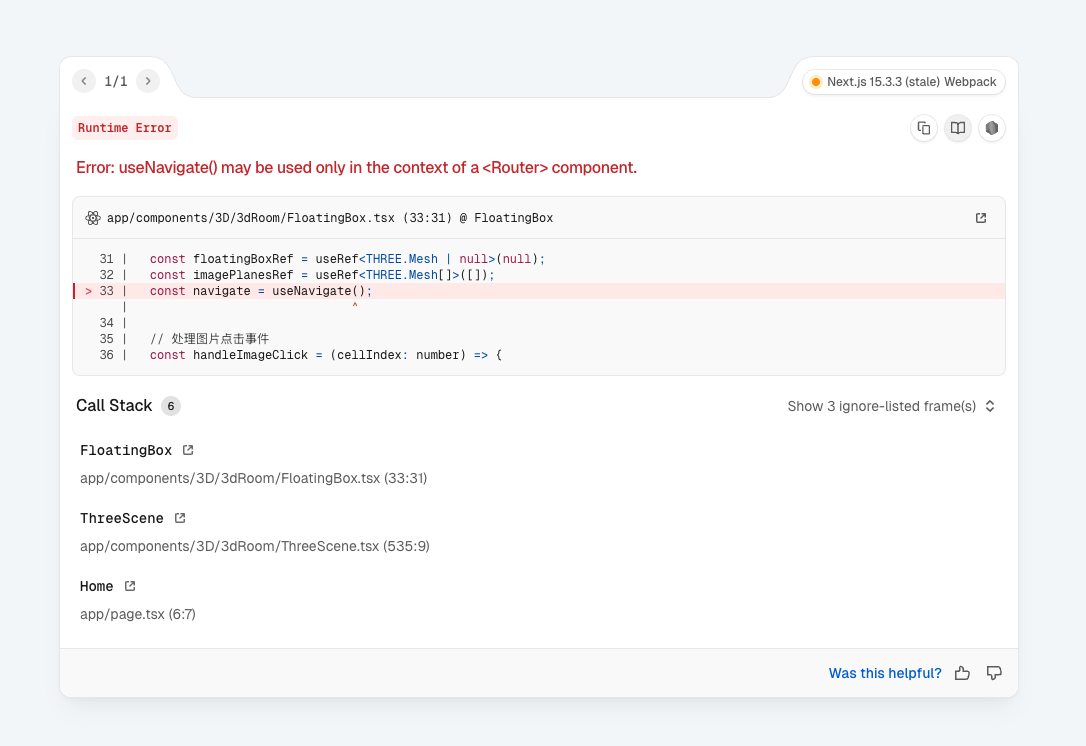 1/1
Next.js 15.3.3 (stale) Webpack
Runtime Error
Error: useNavigate() may be used only in the context of a <Router> component.
app/components/3D/3dRoom/FloatingBox.tsx (33:31) @ FloatingBox
31 |   const floatingBoxRef = useRef<THREE.Mesh | null>(null);
32 |   const imagePlanesRef = useRef<THREE.Mesh[]>([]);
> 33 |   const navigate = useNavigate();
|                               ^
34 |
35 |   // 处理图片点击事件
36 |   const handleImageClick = (cellIndex: number) => {
Call Stack 6
Show 3 ignore-listed frame(s)
FloatingBox
app/components/3D/3dRoom/FloatingBox.tsx (33:31)
ThreeScene
app/components/3D/3dRoom/ThreeScene.tsx (535:9)
Home
app/page.tsx (6:7)
Was this helpful?